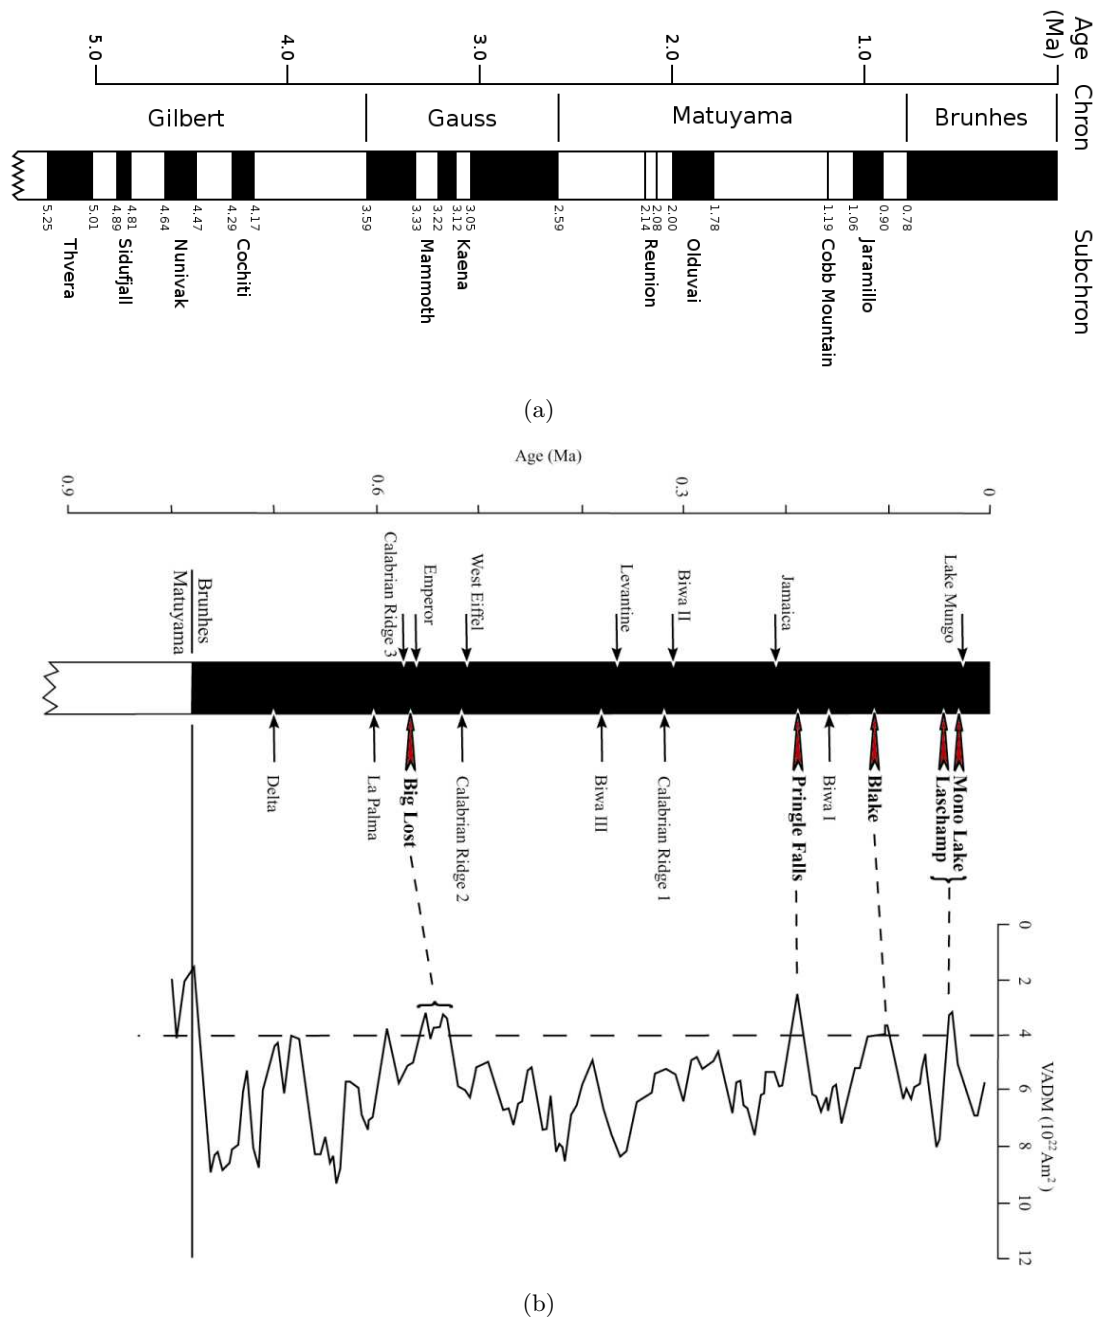 Age
(Ma)
5.0
4.0
3.0
2.0
1.0
Chron
Gilbert
Gauss
Matuyama
Brunhes
5.25
5.01
4.89
4.81
4.64
4.47
4.29
4.17
3.59
3.33
3.22
3.12
3.05
2.59
2.14
2.08
2.00
1.78
1.19
1.06
0.90
0.78
Subchron
Thvera
Sidufjall
Nunivak
Cochiti
Mammoth
Kaena
Reunion
Olduvai
Cobb Mountain
Jaramillo
(a)
Age (Ma)
0.9
0.6
0.3
0
Matuyama
Brunhes
Calabrian Ridge 3
Emperor
West Eiffel
Levantine
Biwa II
Jamaica
Lake Mungo
Delta
La Palma
Big Lost
Calabrian Ridge 2
Biwa III
Calabrian Ridge 1
Pringle Falls
Biwa I
Blake
Laschamp
Mono Lake
0
2
4
6
8
10
12
VADM (10²² Am²)
(b)